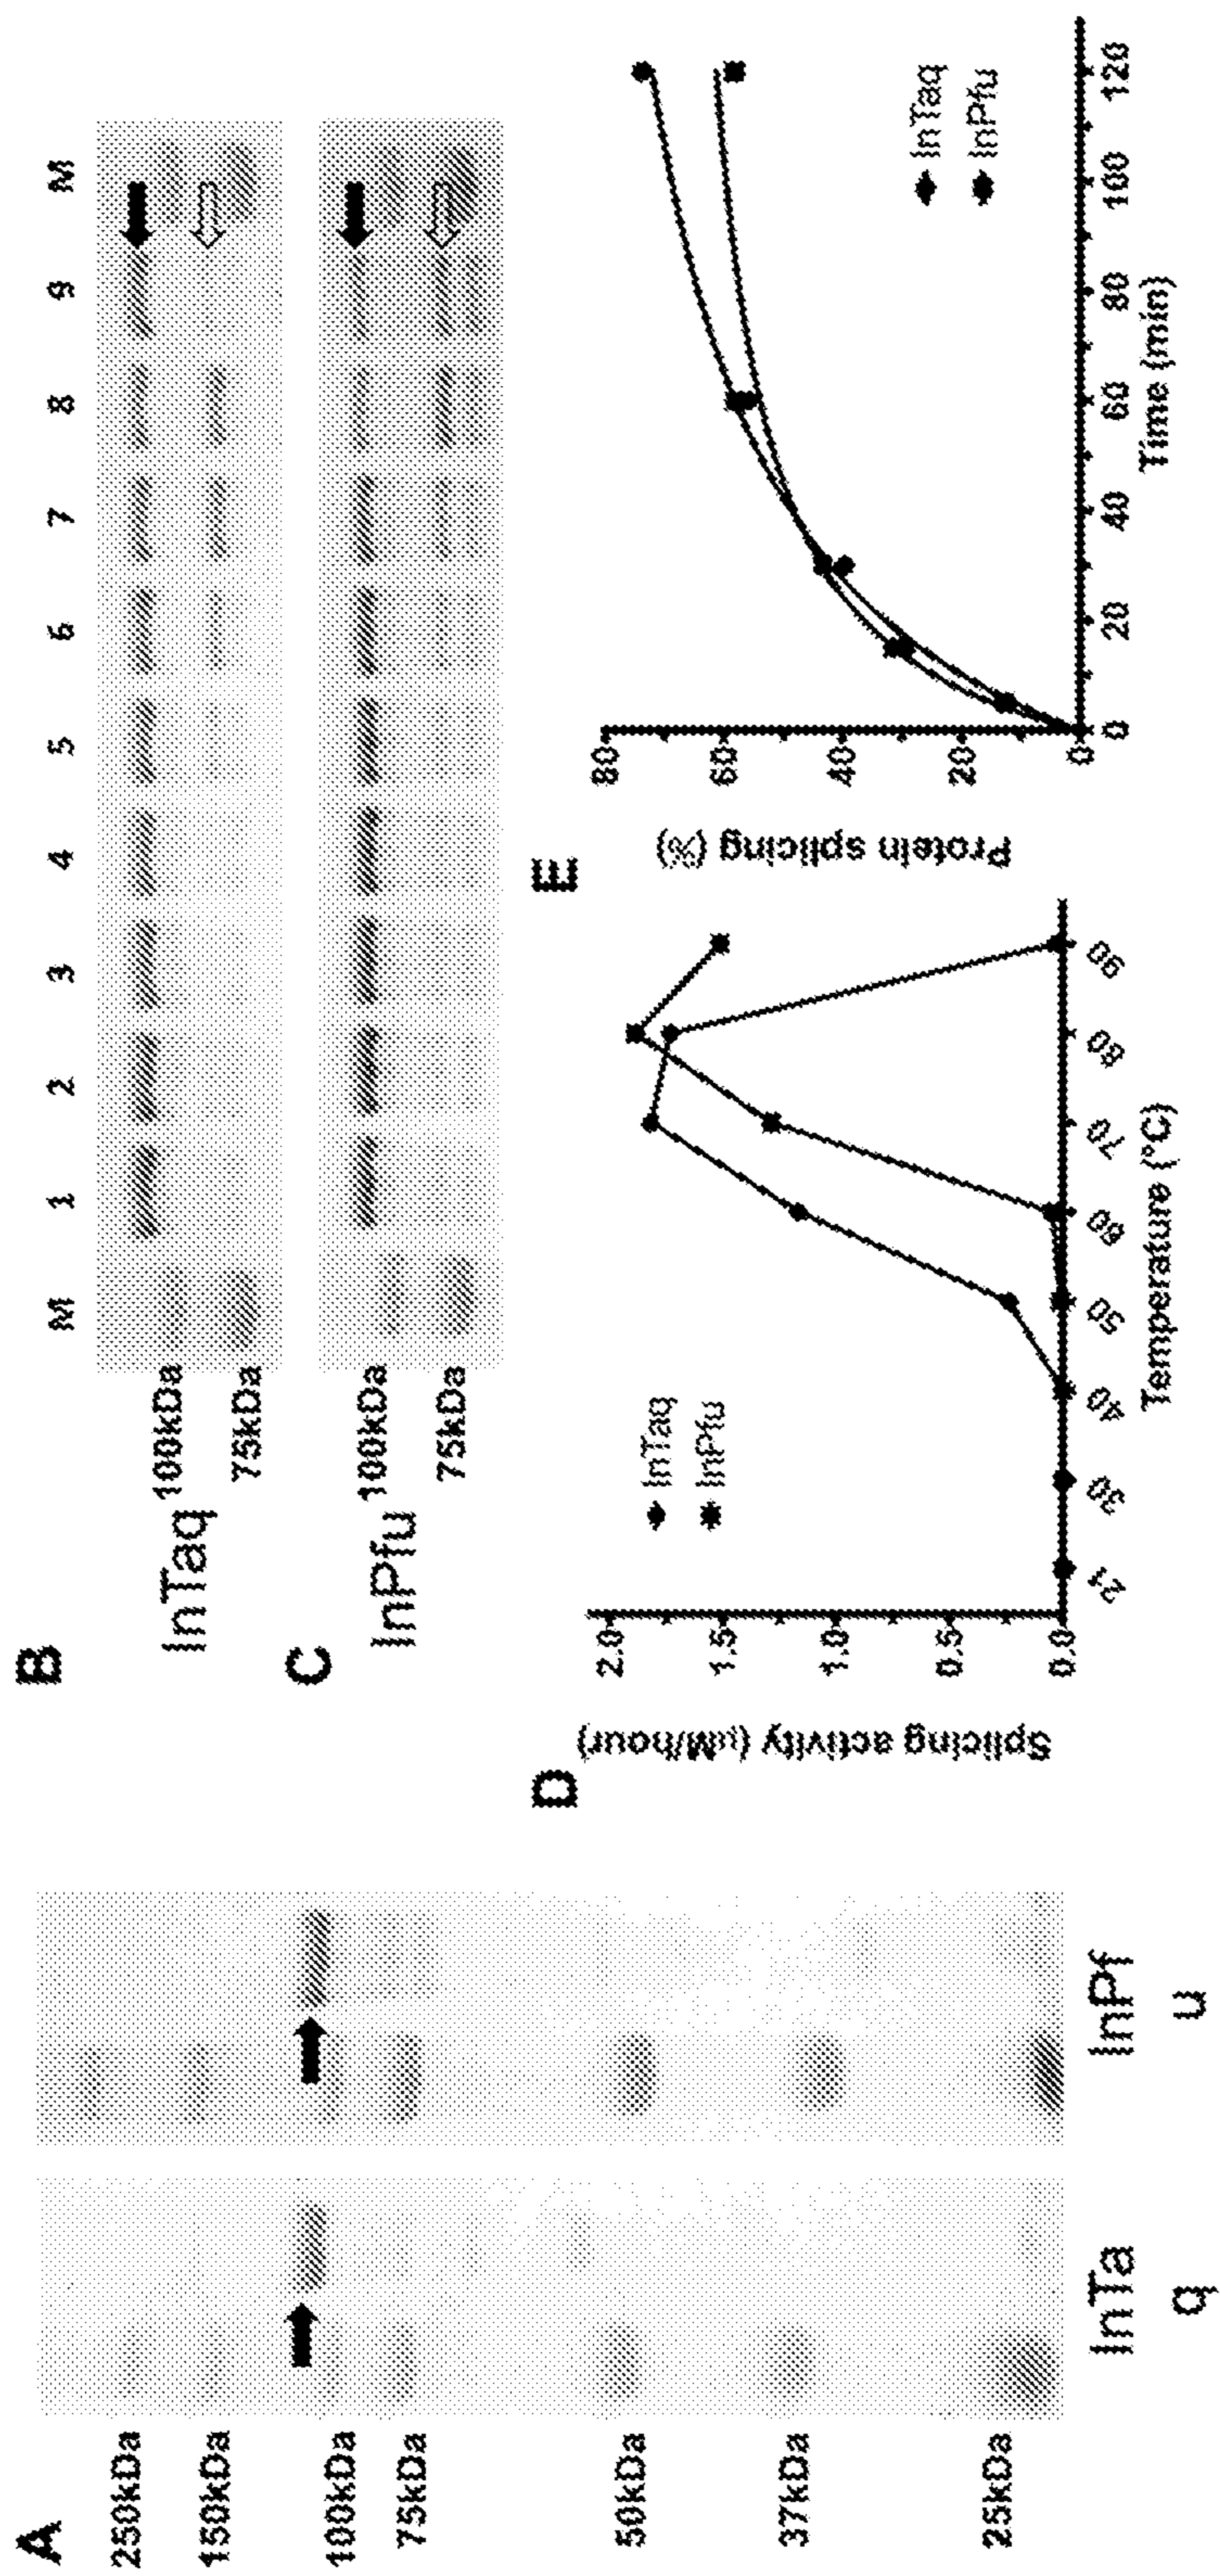 A
250kDa
150kDa
100kDa
75kDa
50kDa
37kDa
25kDa
InTa
q
InPf
u
B
InTaq
100kDa
75kDa
M 1 2 3 4 5 6 7 8 9 M
C
InPfu
100kDa
75kDa
D
Splicing activity (μM/hour)
2.0
1.5
1.0
0.5
0.0
InTaq
InPfu
21 30 40 50 60 70 80 90
Temperature (°C)
E
Protein splicing (%)
80
60
40
20
0
0 20 40 60 80 100 120
Time (min)
InTaq
InPfu